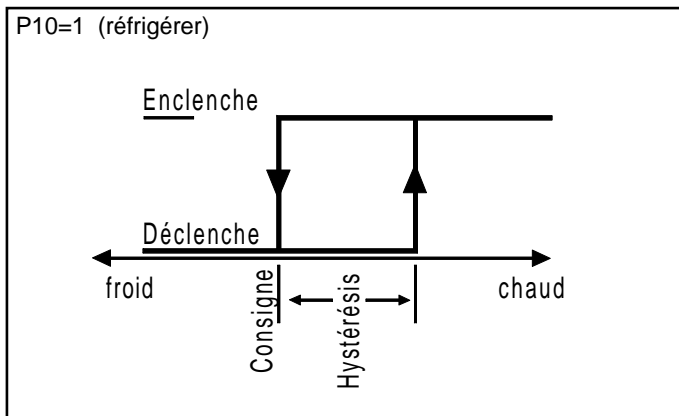 P10=1 (réfrigérer)
Enclenche
Déclenche
froid
chaud
Consigne
Hystérésis